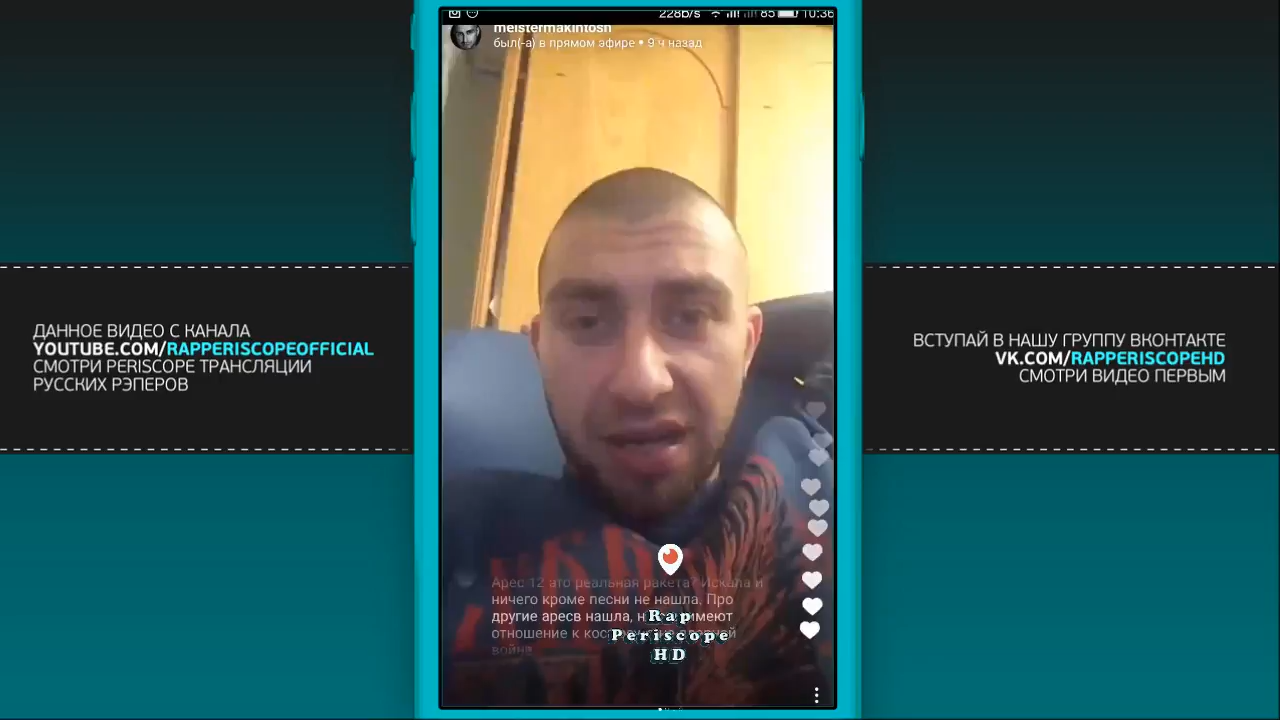 228b/s 85 10:36
meistermakintosh
был(-а) в прямом эфире • 9 ч назад
ДАННОЕ ВИДЕО С КАНАЛА
YOUTUBE.COM/RAPPERISCOPEOFFICIAL
СМОТРИ PERISCOPE ТРАНСЛЯЦИИ
РУССКИХ РЭПЕРОВ
ВСТУПАЙ В НАШУ ГРУППУ ВКОНТАКТЕ
VK.COM/RAPPERISCOPEHD
СМОТРИ ВИДЕО ПЕРВЫМ
Арес 12 это реальная ракета? Искала и
ничего кроме песни не нашла. Про
другие аресв нашла, имеют
отношение к
войне
Rap
Periscope
HD